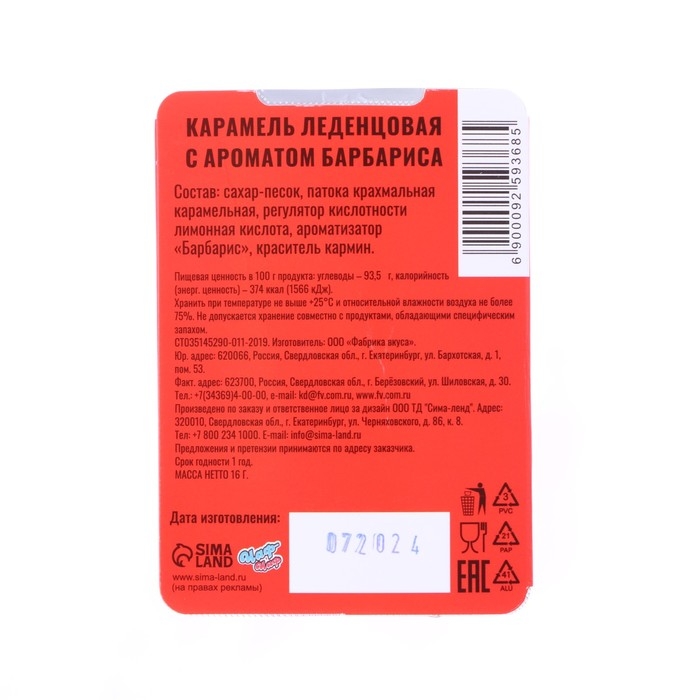 КАРАМЕЛЬ ЛЕДЕНЦОВАЯ
С АРОМАТОМ БАРБАРИСА
Состав: сахар-песок, патока крахмальная
карамельная, регулятор кислотности
лимонная кислота, ароматизатор
«Барбарис», краситель кармин.
Пищевая ценность в 100 г продукта: углеводы – 93,5 г, калорийность
(энерг. ценность) – 374 ккал (1566 кДж).
Хранить при температуре не выше +25°С и относительной влажности воздуха не более
75%. Не допускается хранение совместно с продуктами, обладающими специфическим
запахом.
СТО35145290-011-2019. Изготовитель: ООО «Фабрика вкуса».
Юр. адрес: 620066, Россия, Свердловская обл., г. Екатеринбург, ул. Бархотская, д. 1,
пом. 53.
Факт. адрес: 623700, Россия, Свердловская обл., г. Берёзовский, ул. Шиловская, д. 30.
Тел.: +7(34369)4-00-00, e-mail: kd@fv.com.ru, www.fv.com.ru
Произведено по заказу и ответственное лицо за дизайн ООО ТД "Сима-ленд". Адрес:
320010, Свердловская обл., г. Екатеринбург, ул. Черняховского, д. 86, к. 8.
Тел: +7 800 234 1000. E-mail: info@sima-land.ru
Предложения и претензии принимаются по адресу заказчика.
Срок годности 1 год.
МАССА НЕТТО 16 Г.
Дата изготовления:
072024
SIMA
LAND
www.sima-land.ru
(на правах рекламы)
6 900092 593685
3
PVC
21
PAP
41
ALU
EAC